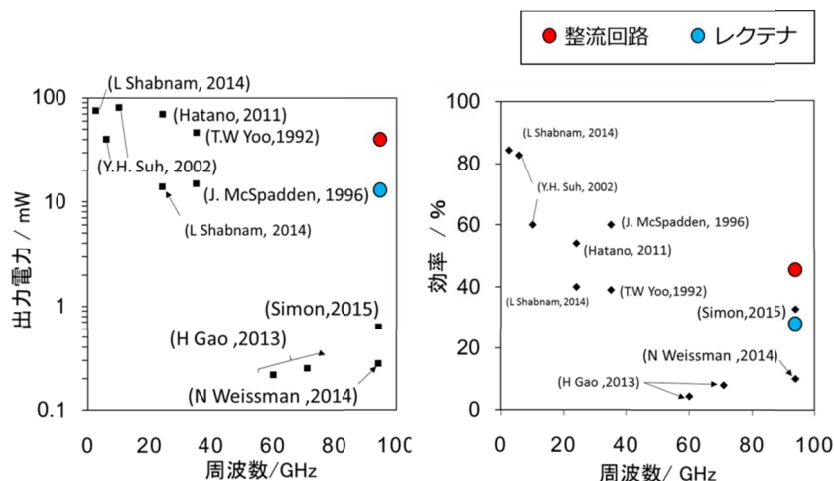 整流回路 レクテナ
(L Shabnam, 2014)
100
(Hatano, 2011)
(T.W Yoo,1992)
(Y.H. Suh, 2002)
10
(J. McSpadden, 1996)
(L Shabnam, 2014)
出力電力 / mW
1
(Simon,2015)
(H Gao ,2013)
(N Weissman ,2014)
0.1
0 20 40 60 80 100
周波数/GHz
100
(L Shabnam, 2014)
80
(Y.H. Suh, 2002)
60
(J. McSpadden, 1996)
(Hatano, 2011)
効率 / %
40
(L Shabnam, 2014)
(T.W Yoo,1992)
(Simon,2015)
20
(N Weissman ,2014)
(H Gao ,2013)
0
0 20 40 60 80 100
周波数/ GHz